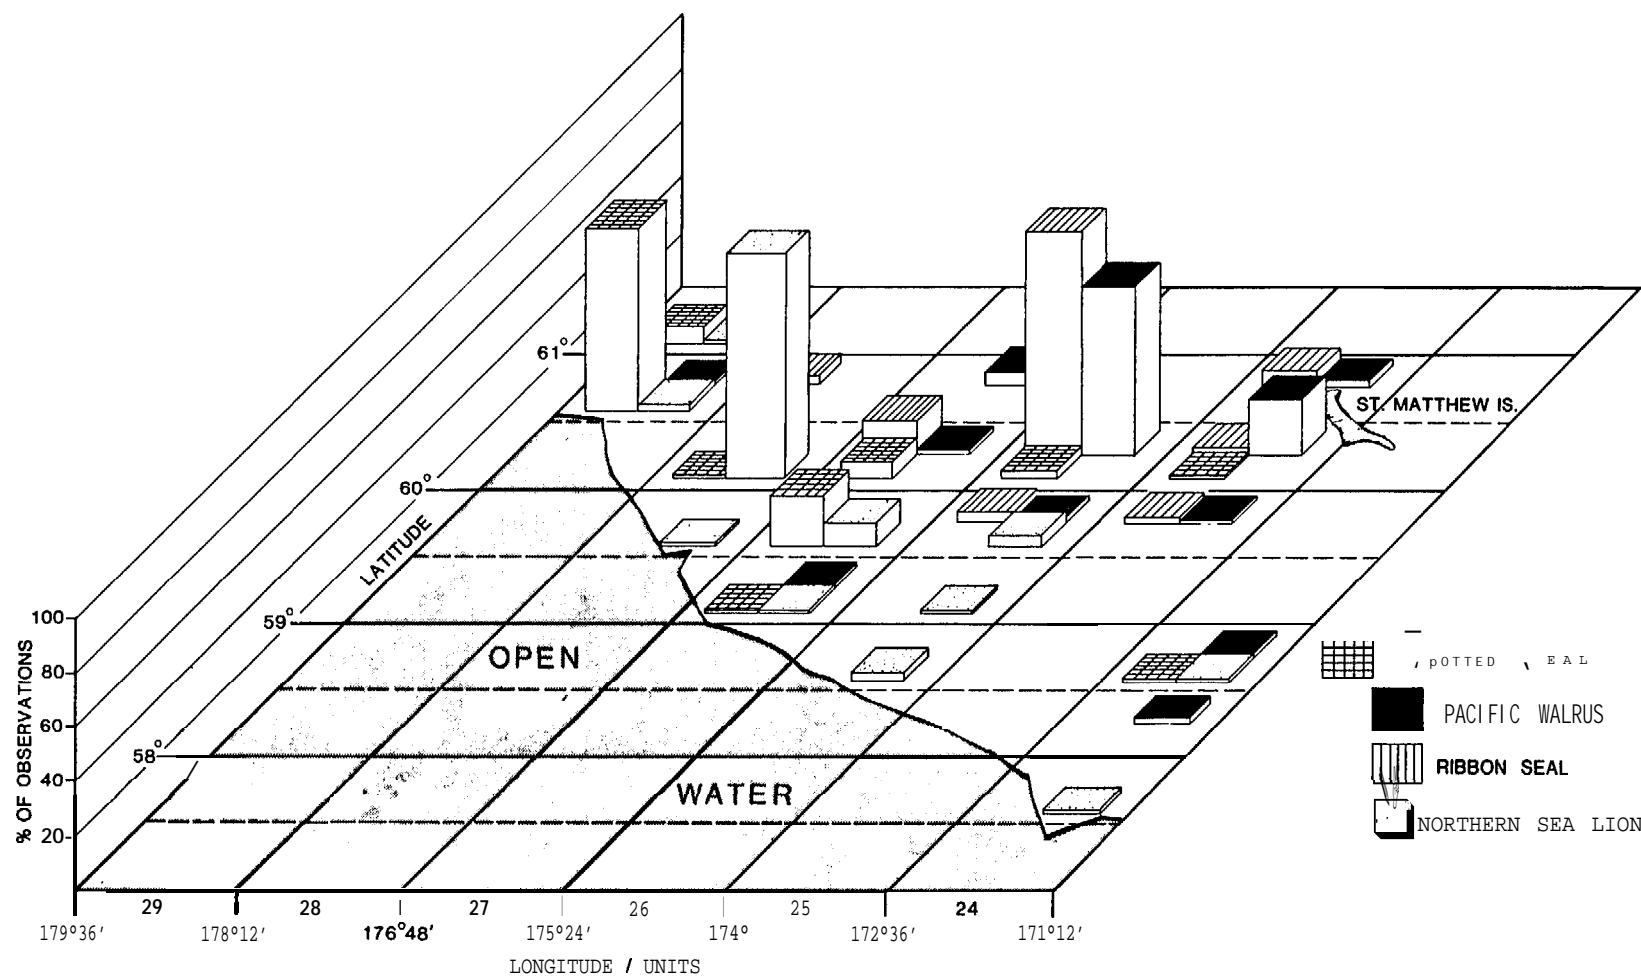 61°
ST. MATTHEW IS.
60°
LATITUDE
59°
100
80
60
40
20
% OF OBSERVATIONS
58°
OPEN
WATER
pOTTED EAL
PACIFIC WALRUS
RIBBON SEAL
NORTHERN SEA LION
29 28 27 26 25 24
179°36' 178°12' 176°48' 175°24' 174° 172°36' 171°12'
LONGITUDE / UNITS